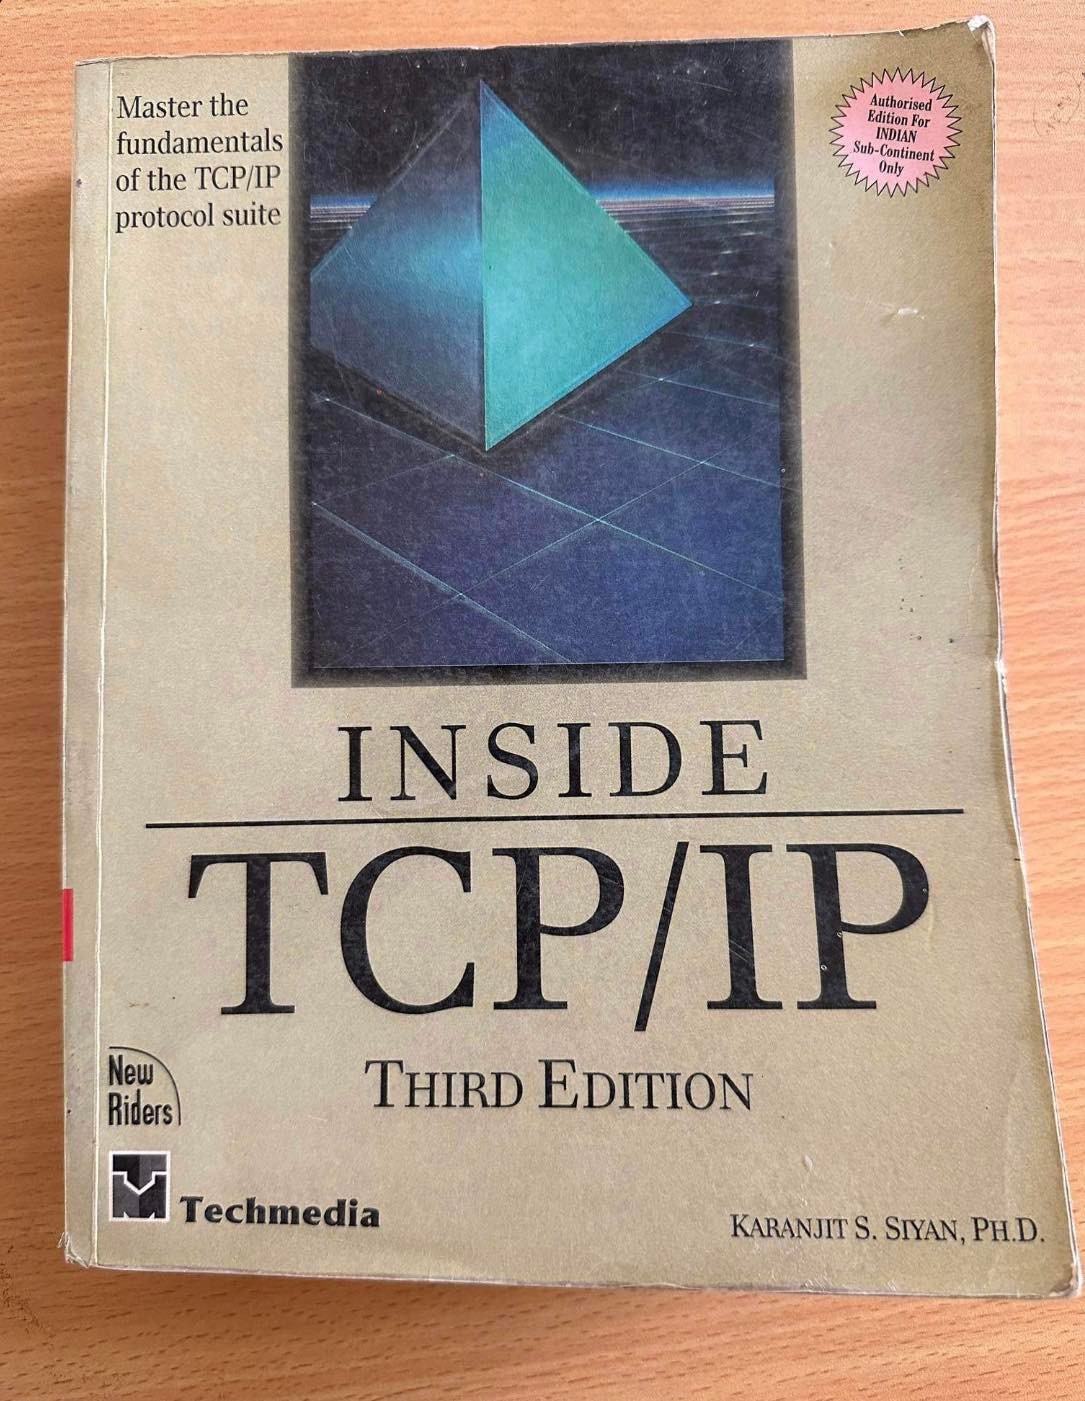 Master the
fundamentals
of the TCP/IP
protocol suite
Authorised
Edition For
INDIAN
Sub-Continent
Only
INSIDE
TCP/IP
THIRD EDITION
New
Riders
Techmedia
KARANJIT S. SIYAN, PH.D.